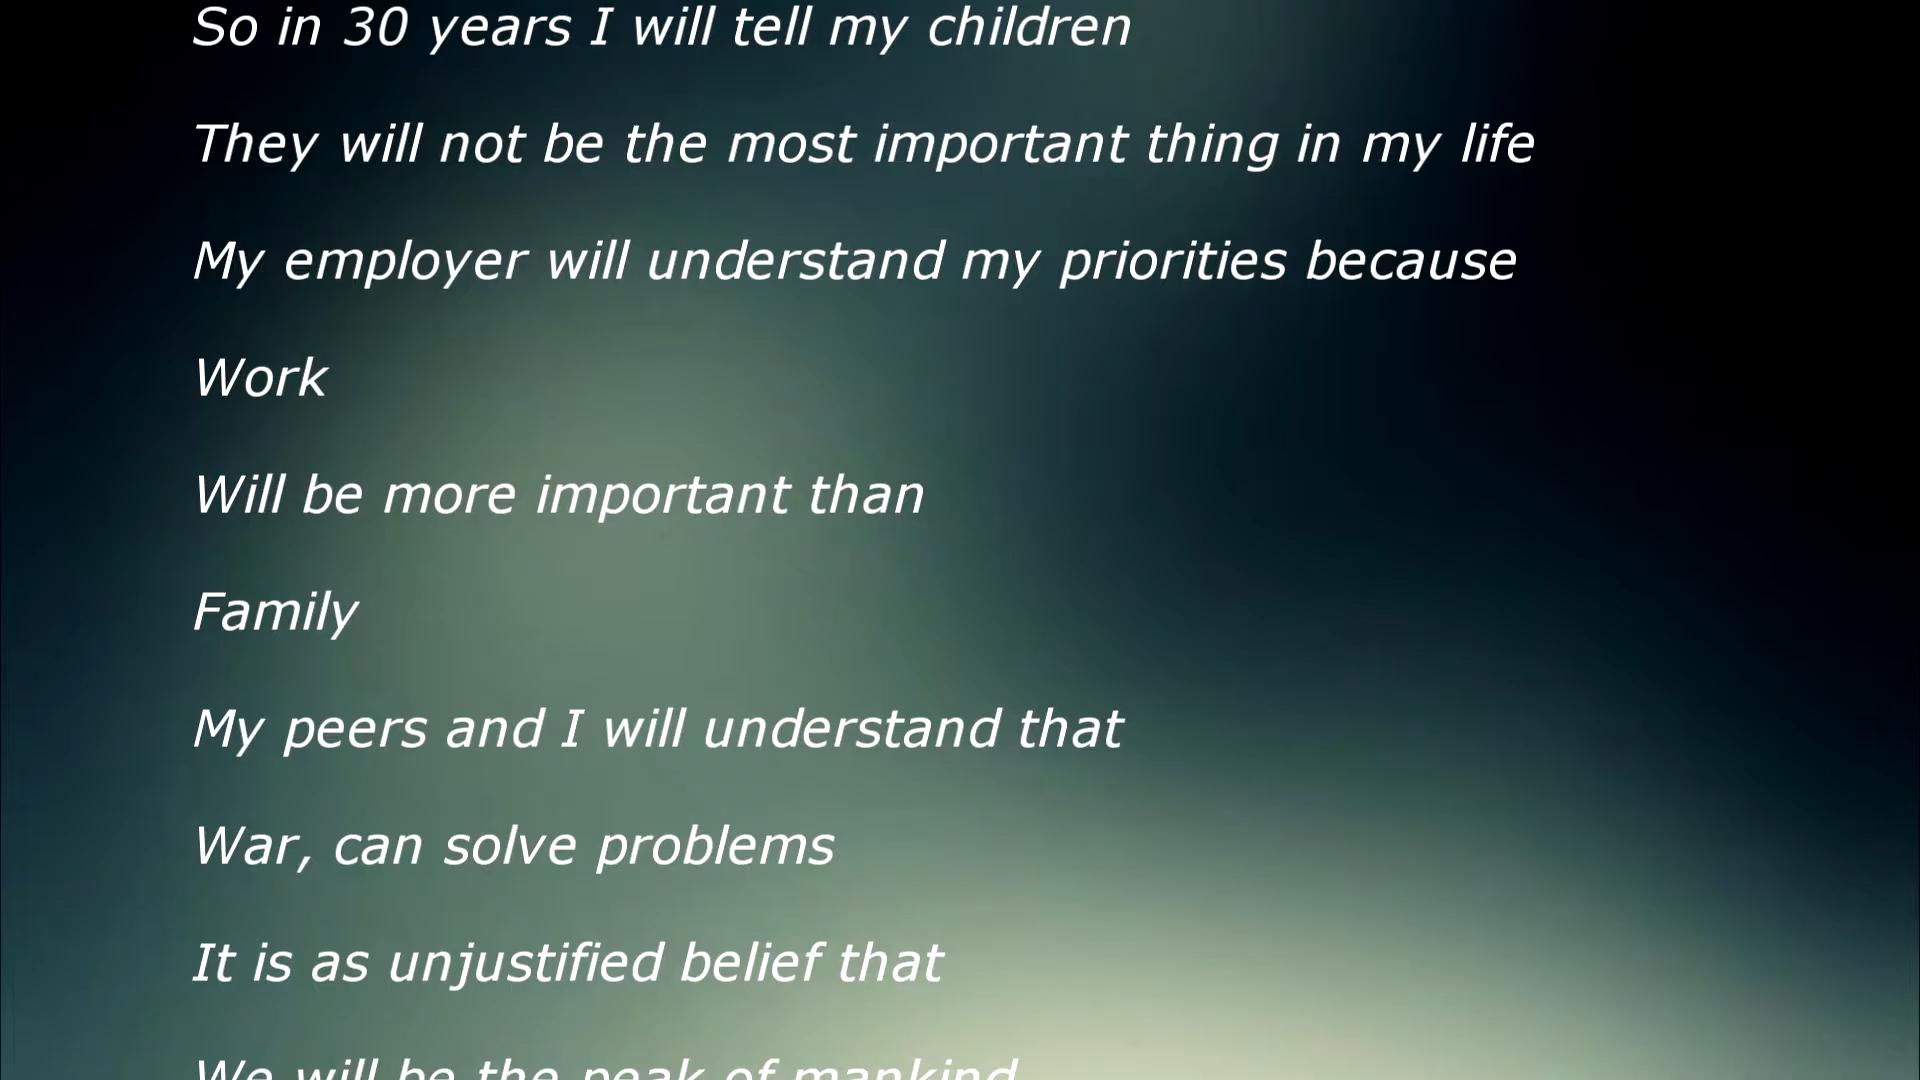 So in 30 years I will tell my children
They will not be the most important thing in my life
My employer will understand my priorities because
Work
Will be more important than
Family
My peers and I will understand that
War, can solve problems
It is as unjustified belief that
We will be the peak of mankind